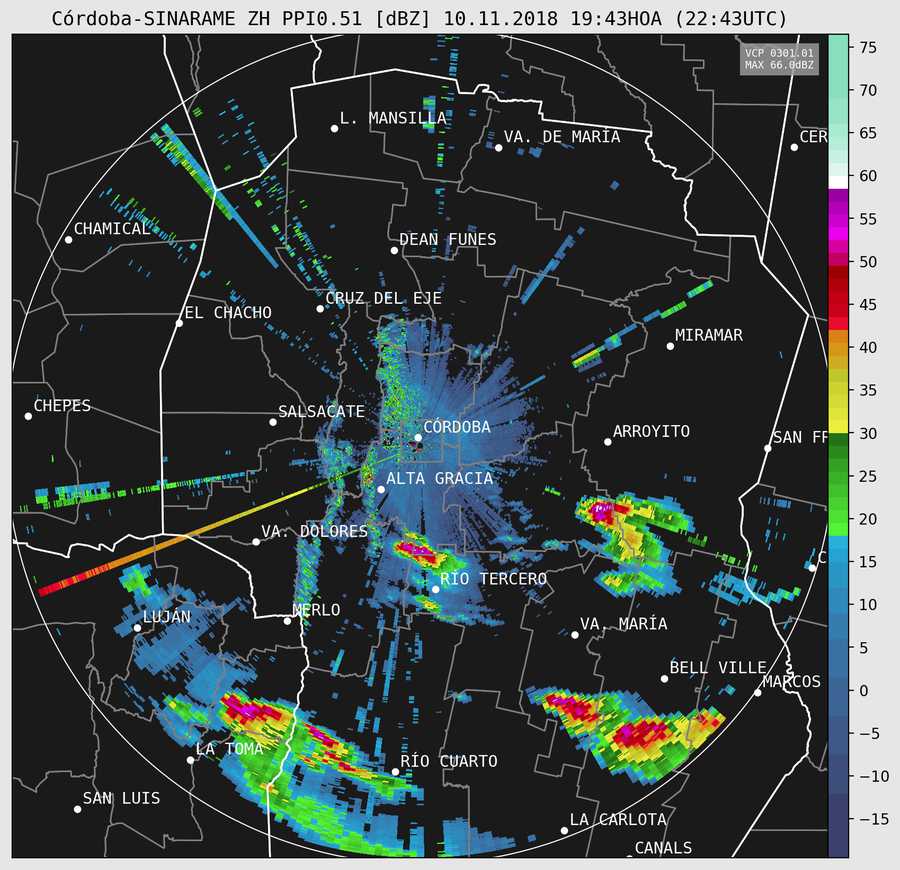 Córdoba-SINARAME ZH PPI0.51 [dBZ] 10.11.2018 19:43HOA (22:43UTC)
VCP 0301.01
MAX 66.0dBZ
75
70
65
60
55
50
45
40
35
30
25
20
15
10
5
0
−5
−10
−15
L. MANSILLA
VA. DE MARÍA
CER
CHAMICAL
DEAN FUNES
CRUZ DEL EJE
EL CHACHO
MIRAMAR
CHEPES
SALSACATE
CÓRDOBA
ARROYITO
SAN FR
ALTA GRACIA
VA. DOLORES
C
RÍO TERCERO
LUJÁN
MERLO
VA. MARÍA
BELL VILLE
MARCOS
LA TOMA
RÍO CUARTO
SAN LUIS
LA CARLOTA
CANALS